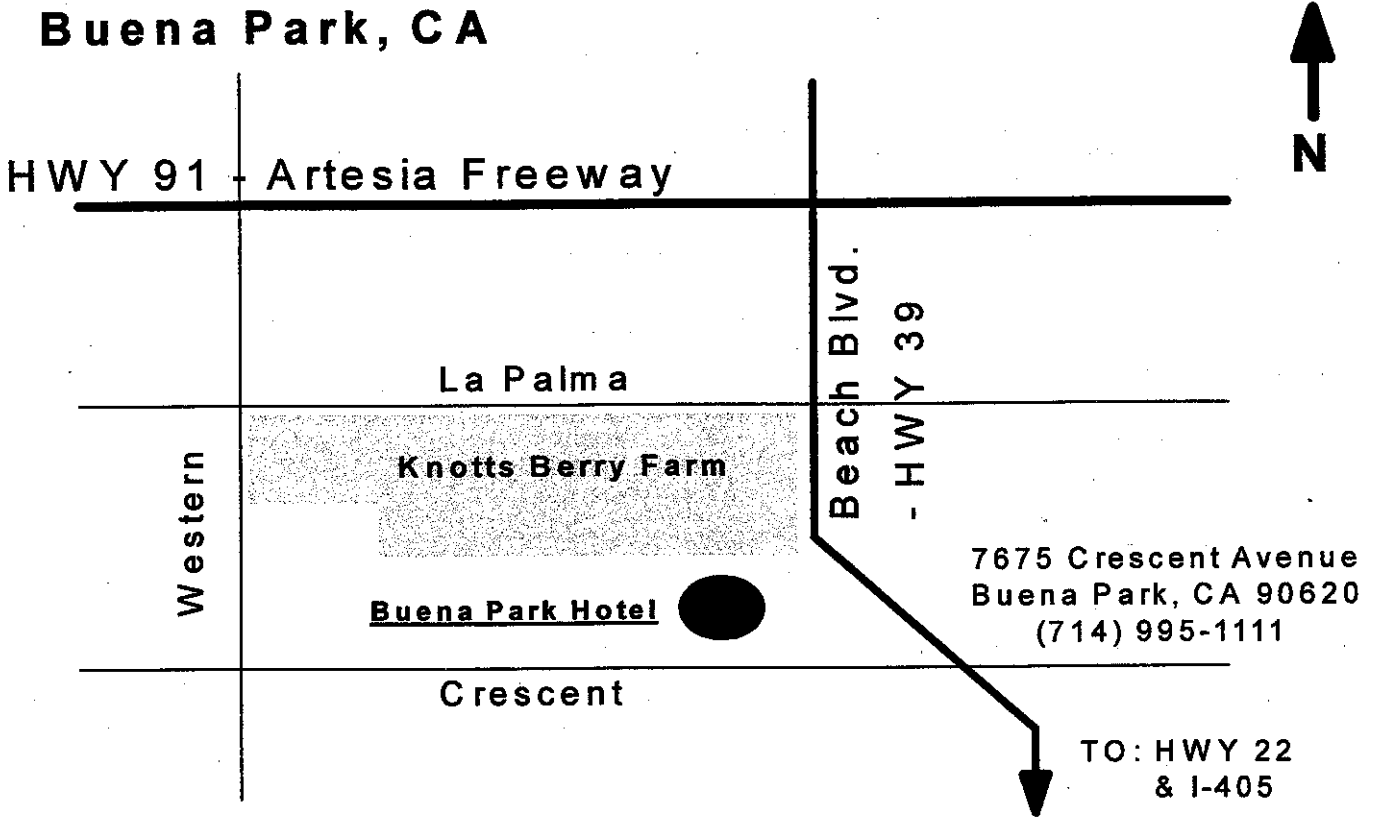 Buena Park, CA
N
HWY 91 - Artesia Freeway
Beach Blvd.
- HWY 39
La Palma
Knotts Berry Farm
Western
7675 Crescent Avenue
Buena Park, CA 90620
(714) 995-1111
Buena Park Hotel
Crescent
TO: HWY 22
& I-405